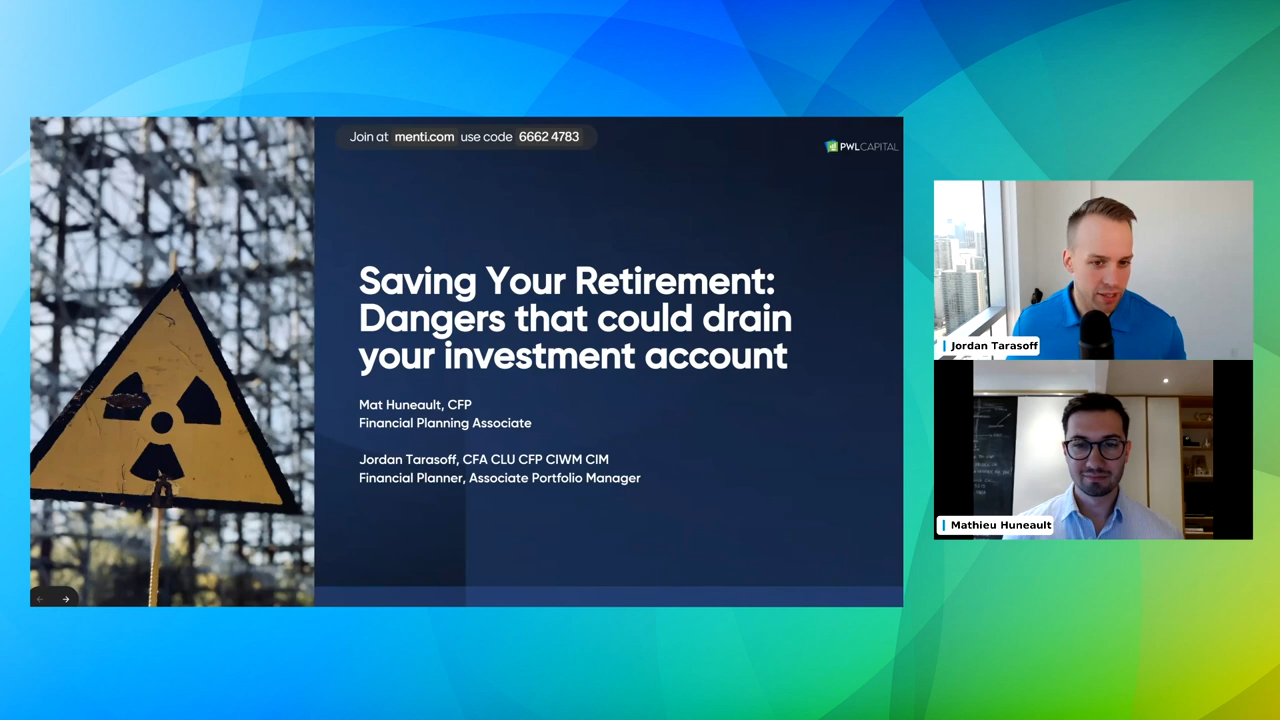 Join at menti.com use code 6662 4783
PWLCAPITAL
Saving Your Retirement:
Dangers that could drain
your investment account
Mat Huneault, CFP
Financial Planning Associate
Jordan Tarasoff, CFA CLU CFP CIWM CIM
Financial Planner, Associate Portfolio Manager
Jordan Tarasoff
Mathieu Huneault